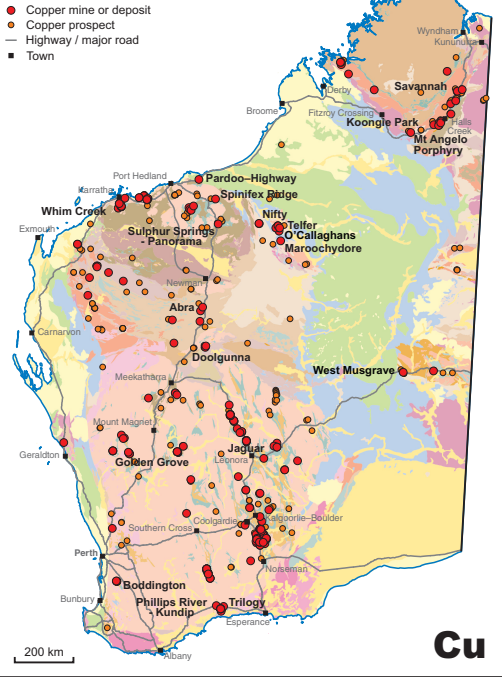 Copper mine or deposit
Copper prospect
Highway / major road
Town
Wyndham
Kununurra
Derby
Savannah
Broome
Fitzroy Crossing
Koongie Park
Halls
Creek
Mt Angelo
Porphyry
Port Hedland
Pardoo–Highway
Karratha
Spinifex Ridge
Whim Creek
Nifty
Exmouth
Sulphur Springs
- Panorama
Telfer
O'Callaghans
Maroochydore
Newman
Abra
Carnarvon
Doolgunna
West Musgrave
Meekatharra
Mount Magnet
Jaguar
Geraldton
Golden Grove
Leonora
Coolgardie
Kalgoorlie–Boulder
Southern Cross
Perth
Norseman
Boddington
Bunbury
Phillips River
Kundip
Trilogy
Esperance
Albany
200 km
Cu